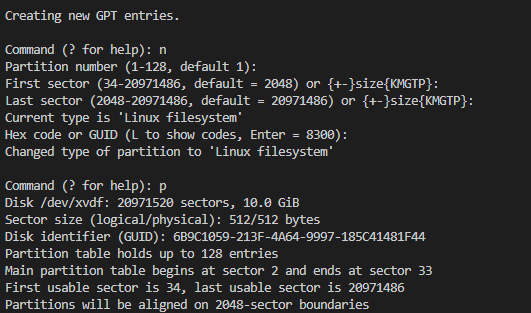 Creating new GPT entries.
Command (? for help): n
Partition number (1-128, default 1):
First sector (34-20971486, default = 2048) or {+-}size{KMGTP}:
Last sector (2048-20971486, default = 20971486) or {+-}size{KMGTP}:
Current type is 'Linux filesystem'
Hex code or GUID (L to show codes, Enter = 8300):
Changed type of partition to 'Linux filesystem'
Command (? for help): p
Disk /dev/xvdf: 20971520 sectors, 10.0 GiB
Sector size (logical/physical): 512/512 bytes
Disk identifier (GUID): 6B9C1059-213F-4A64-9997-185C41481F44
Partition table holds up to 128 entries
Main partition table begins at sector 2 and ends at sector 33
First usable sector is 34, last usable sector is 20971486
Partitions will be aligned on 2048-sector boundaries